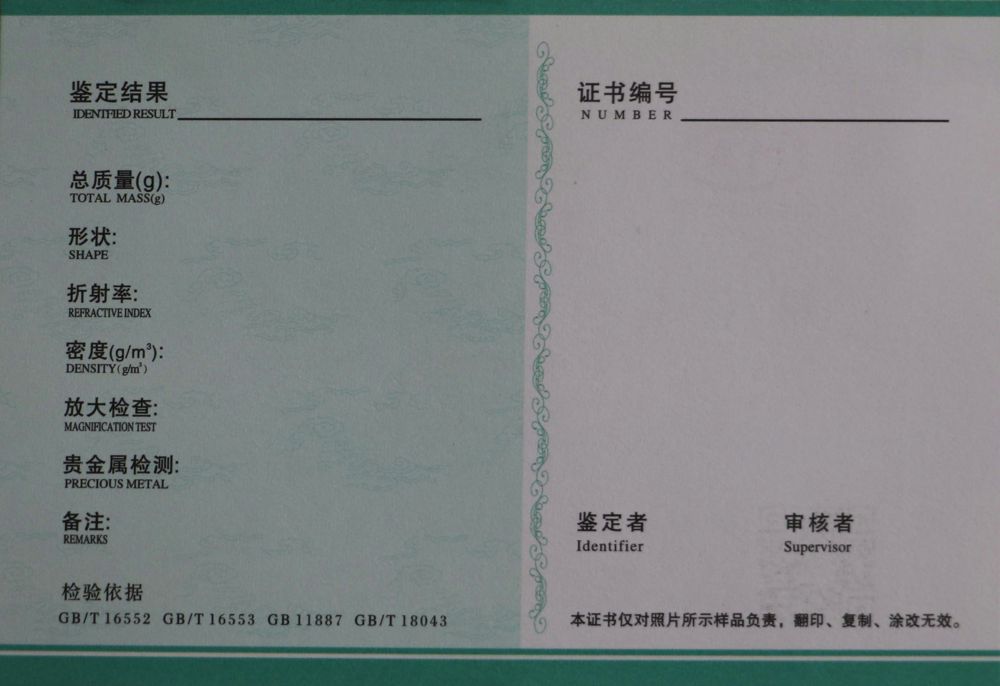 鉴定结果
IDENTFIED RESULT
总质量(g):
TOTAL MASS(g)
形状:
SHAPE
折射率:
REFRACTIVE INDEX
密度(g/m³):
DENSITY(g/m³)
放大检查:
MAGNIFICATION TEST
贵金属检测:
PRECIOUS METAL
备注:
REMARKS
检验依据
GB/T 16552 GB/T 16553 GB 11887 GB/T 18043
证书编号
NUMBER
鉴定者 审核者
Identifier Supervisor
本证书仅对照片所示样品负责，翻印、复制、涂改无效。